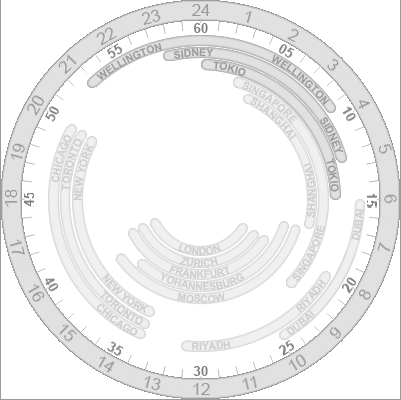 24
1
2
3
4
5
6
7
8
9
10
11
12
13
14
15
16
17
18
19
20
21
22
23
60
05
10
15
20
25
30
35
40
45
50
55
WELLINGTON
WELLINGTON
SIDNEY
SIDNEY
TOKIO
TOKIO
SINGAPORE
SINGAPORE
SHANGHAI
SHANGHAI
DUBAI
DUBAI
RIYADH
RIYADH
CHICAGO
CHICAGO
TORONTO
TORONTO
NEW YORK
NEW YORK
LONDON
ZURICH
FRANKFURT
YOHANNESBURG
MOSCOW